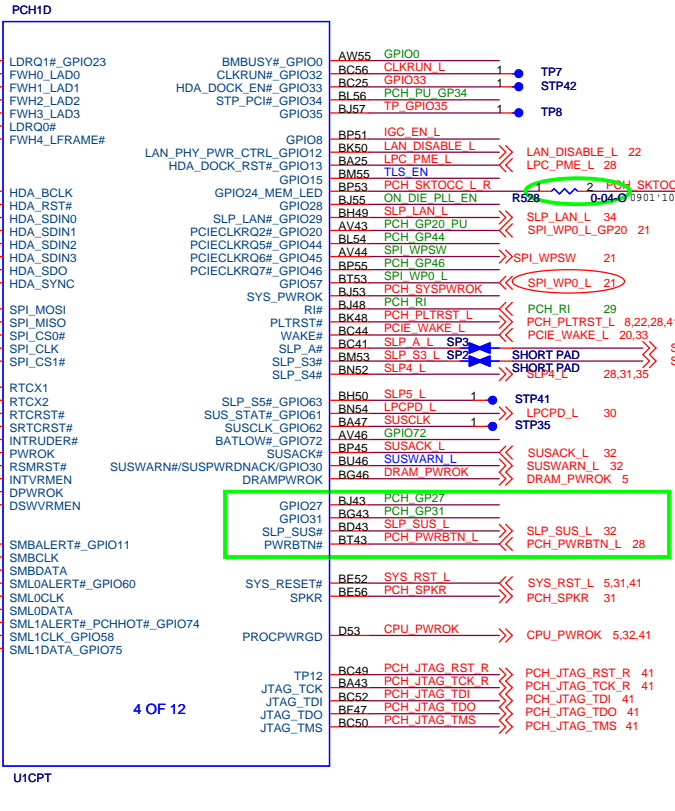 PCH1D
LDRQ1#_GPIO23 BMBUSY#_GPIO0 AW55 GPIO0
FWH0_LAD0 CLKRUN#_GPIO32 BC56 CLKRUN_L 1 TP7
FWH1_LAD1 HDA_DOCK_EN#_GPIO33 BC25 GPIO33 1 STP42
FWH2_LAD2 STP_PCI#_GPIO34 BL56 PCH_PU_GP34
FWH3_LAD3 GPIO35 BJ57 TP_GPIO35 1 TP8
LDRQ0#
FWH4_LFRAME# GPIO8 BP51 IGC_EN_L
LAN_PHY_PWR_CTRL_GPIO12 BK50 LAN_DISABLE_L LAN_DISABLE_L 22
HDA_DOCK_RST#_GPIO13 BA25 LPC_PME_L LPC_PME_L 28
GPIO15 BM55 TLS_EN
HDA_BCLK GPIO24_MEM_LED BP53 PCH_SKTOCC_L_R 1 2 PCH_SKTOC
HDA_RST# GPIO28 BJ55 ON_DIE_PLL_EN R528 0-04-O 0901'10
HDA_SDIN0 SLP_LAN#_GPIO29 BH49 SLP_LAN_L SLP_LAN_L 34
HDA_SDIN1 PCIECLKRQ2#_GPIO20 AV43 PCH_GP20_PU SPI_WP0_L_GP20 21
HDA_SDIN2 PCIECLKRQ5#_GPIO44 BL54 PCH_GP44
HDA_SDIN3 PCIECLKRQ6#_GPIO45 AV44 SPI_WPSW SPI_WPSW 21
HDA_SDO PCIECLKRQ7#_GPIO46 BP55 PCH_GP46
HDA_SYNC GPIO57 BT53 SPI_WP0_L SPI_WP0_L 21
SYS_PWROK BJ53 PCH_SYSPWROK
SPI_MOSI RI# BJ48 PCH_RI PCH_RI 29
SPI_MISO PLTRST# BK48 PCH_PLTRST_L PCH_PLTRST_L 8,22,28,4
SPI_CS0# WAKE# BC44 PCIE_WAKE_L PCIE_WAKE_L 20,33
SPI_CLK SLP_A# BC41 SLP_A_L SP3 S
SPI_CS1# SLP_S3# BM53 SLP_S3_L SP2 SHORT PAD S
SLP_S4# BN52 SLP4_L SHORT PAD SLP4_L 28,31,35
RTCX1
RTCX2 SLP_S5#_GPIO63 BH50 SLP5_L 1 STP41
RTCRST# SUS_STAT#_GPIO61 BN54 LPCPD_L LPCPD_L 30
SRTCRST# SUSCLK_GPIO62 BA47 SUSCLK 1 STP35
INTRUDER# BATLOW#_GPIO72 AV46 GPIO72
PWROK SUSACK# BP45 SUSACK_L SUSACK_L 32
RSMRST# SUSWARN#/SUSPWRDNACK/GPIO30 BU46 SUSWARN_L SUSWARN_L 32
INTVRMEN DRAMPWROK BG46 DRAM_PWROK DRAM_PWROK 5
DPWROK
DSWVRMEN GPIO27 BJ43 PCH_GP27
GPIO31 BG43 PCH_GP31
SLP_SUS# BD43 SLP_SUS_L SLP_SUS_L 32
SMBALERT#_GPIO11 PWRBTN# BT43 PCH_PWRBTN_L PCH_PWRBTN_L 28
SMBCLK
SMBDATA
SML0ALERT#_GPIO60 SYS_RESET# BE52 SYS_RST_L SYS_RST_L 5,31,41
SML0CLK SPKR BE56 PCH_SPKR PCH_SPKR 31
SML0DATA
SML1ALERT#_PCHHOT#_GPIO74
SML1CLK_GPIO58 PROCPWRGD D53 CPU_PWROK CPU_PWROK 5,32,41
SML1DATA_GPIO75
TP12 BC49 PCH_JTAG_RST_R PCH_JTAG_RST_R 41
JTAG_TCK BA43 PCH_JTAG_TCK_R PCH_JTAG_TCK_R 41
JTAG_TDI BC52 PCH_JTAG_TDI PCH_JTAG_TDI 41
4 OF 12 JTAG_TDO BF47 PCH_JTAG_TDO PCH_JTAG_TDO 41
JTAG_TMS BC50 PCH_JTAG_TMS PCH_JTAG_TMS 41
U1CPT